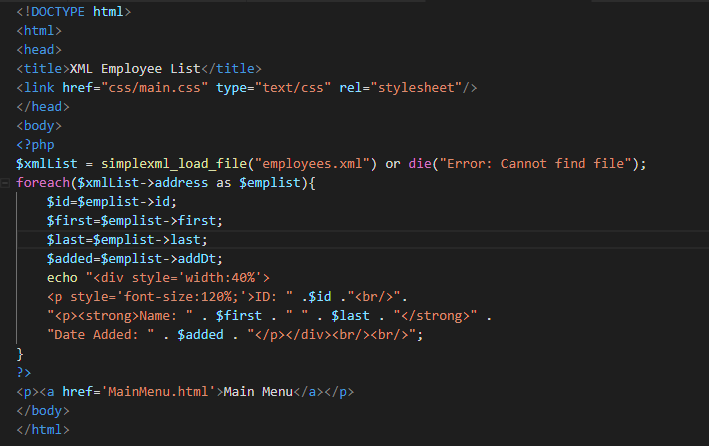 <!DOCTYPE html>
<html>
<head>
<title>XML Employee List</title>
<link href="css/main.css" type="text/css" rel="stylesheet"/>
</head>
<body>
<?php
$xmlList = simplexml_load_file("employees.xml") or die("Error: Cannot find file");
foreach($xmlList->address as $emplist){
    $id=$emplist->id;
    $first=$emplist->first;
    $last=$emplist->last;
    $added=$emplist->addDt;
    echo "<div style='width:40%'>
    <p style='font-size:120%;'>ID: " .$id ."<br/>".
    "<p><strong>Name: " . $first . " " . $last . "</strong>" .
    "Date Added: " . $added . "</p></div><br/><br/>";
}
?>
<p><a href='MainMenu.html'>Main Menu</a></p>
</body>
</html>